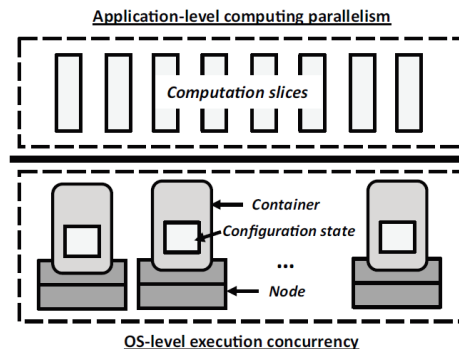 Application-level computing parallelism
Computation slices
Container
Configuration state
...
Node
OS-level execution concurrency